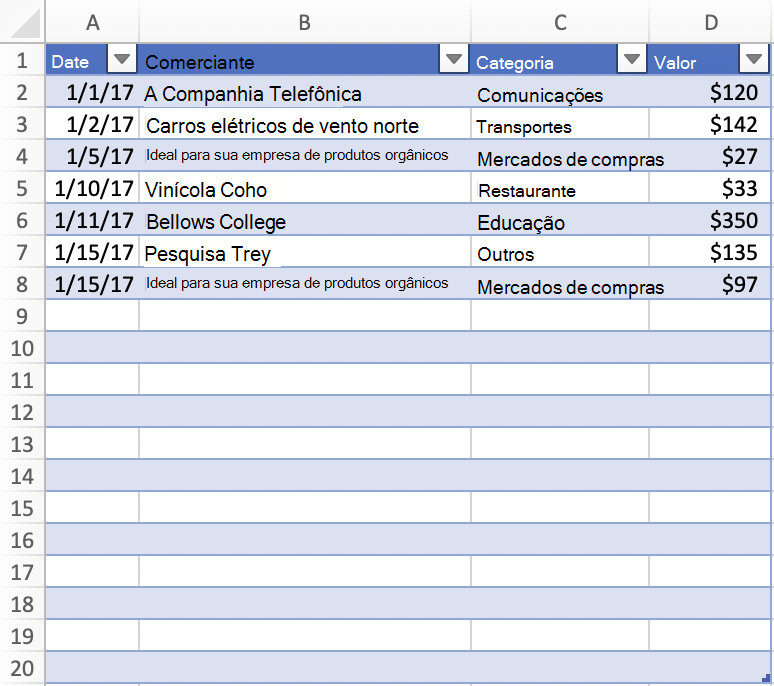 A B C D
1 Date Comerciante Categoria Valor
2 1/1/17 A Companhia Telefônica Comunicações $120
3 1/2/17 Carros elétricos de vento norte Transportes $142
4 1/5/17 Ideal para sua empresa de produtos orgânicos Mercados de compras $27
5 1/10/17 Vinícola Coho Restaurante $33
6 1/11/17 Bellows College Educação $350
7 1/15/17 Pesquisa Trey Outros $135
8 1/15/17 Ideal para sua empresa de produtos orgânicos Mercados de compras $97
9
10
11
12
13
14
15
16
17
18
19
20